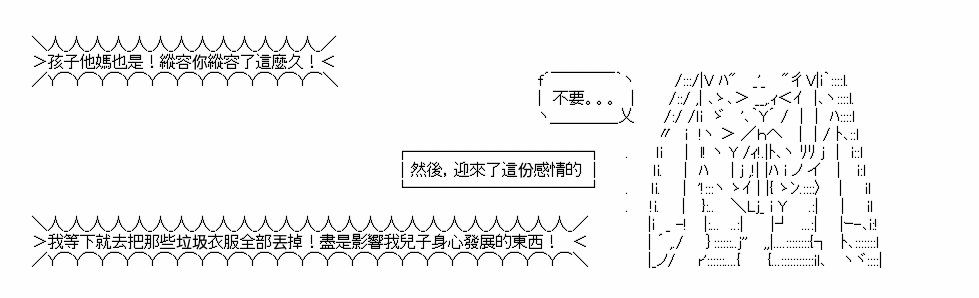 孩子他媽也是！縱容你縱容了這麼久！
不要。。。
然後，迎來了這份感情的
我等下就去把那些垃圾衣服全部丟掉！盡是影響我兒子身心發展的東西！